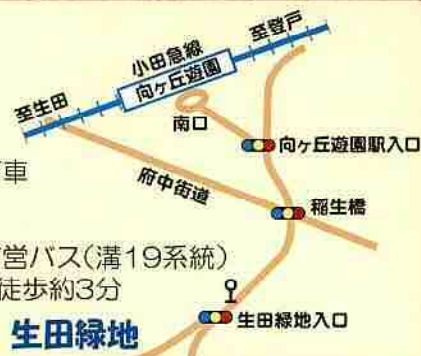 至登戸
小田急線
向ヶ丘遊園
至生田
南口
向ヶ丘遊園駅入口
車
府中街道
稲生橋
営バス(溝19系統)
徒歩約3分
生田緑地入口
生田緑地